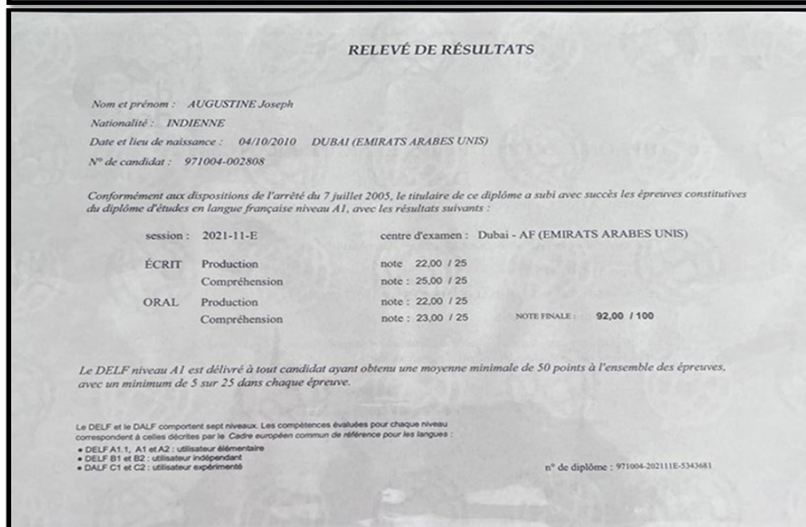 RELEVÉ DE RÉSULTATS
Nom et prénom : AUGUSTINE Joseph
Nationalité : INDIENNE
Date et lieu de naissance : 04/10/2010 DUBAI (EMIRATS ARABES UNIS)
N° de candidat : 971004-002808
Conformément aux dispositions de l'arrêté du 7 juillet 2005, le titulaire de ce diplôme a subi avec succès les épreuves constitutives
du diplôme d'études en langue française niveau A1, avec les résultats suivants :
session : 2021-11-E centre d'examen : Dubai - AF (EMIRATS ARABES UNIS)
ÉCRIT Production note 22,00 / 25
Compréhension note : 25,00 / 25
ORAL Production note : 22,00 / 25
Compréhension note : 23,00 / 25 NOTE FINALE : 92,00 / 100
Le DELF niveau A1 est délivré à tout candidat ayant obtenu une moyenne minimale de 50 points à l'ensemble des épreuves,
avec un minimum de 5 sur 25 dans chaque épreuve.
Le DELF et le DALF comportent sept niveaux. Les compétences évaluées pour chaque niveau
correspondent à celles décrites par le Cadre européen commun de référence pour les langues :
• DELF A1.1, A1 et A2 : utilisateur élémentaire
• DELF B1 et B2 : utilisateur indépendant
• DALF C1 et C2 : utilisateur expérimenté
n° de diplôme : 971004-202111E-5343681